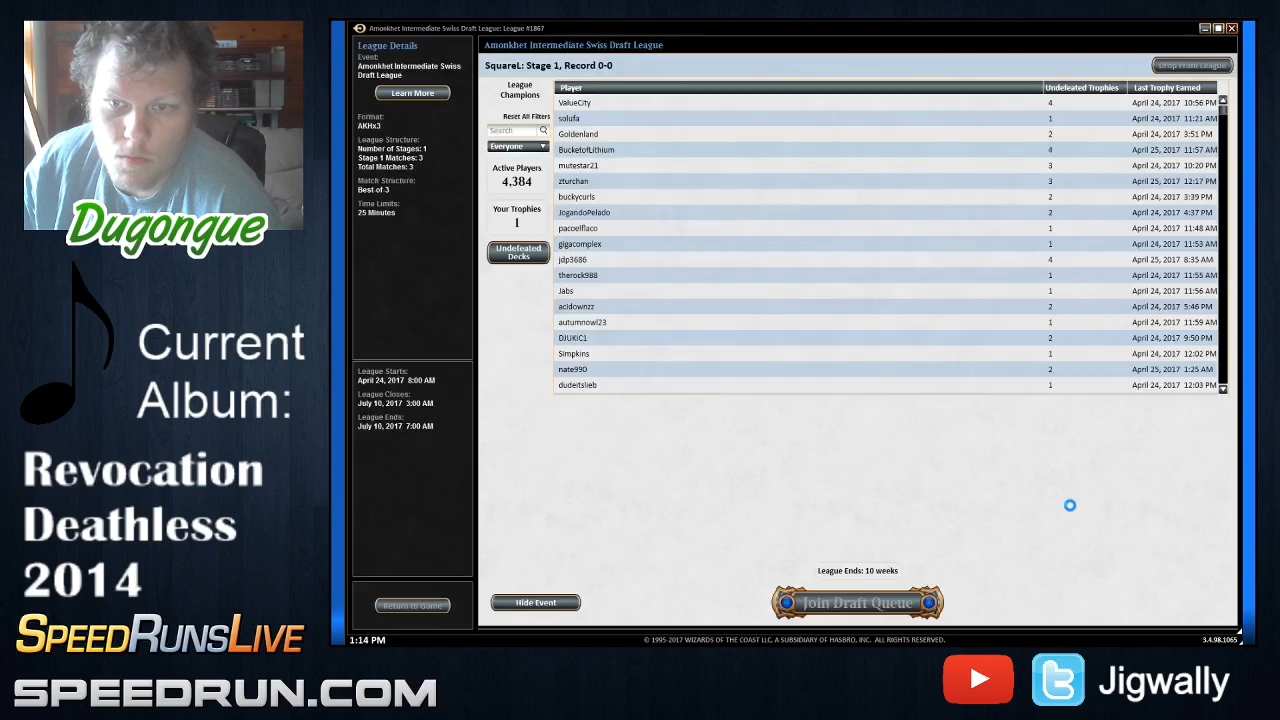 Dugongue
Current
Album:
Revocation
Deathless
2014
SPEEDRUNSLIVE
SPEEDRUN.COM
Amonkhet Intermediate Swiss Draft League: League #1867
League Details
Event:
Amonkhet Intermediate Swiss
Draft League
Learn More
Format:
AKHx3
League Structure:
Number of Stages: 1
Stage 1 Matches: 3
Total Matches: 3
Match Structure:
Best of 3
Time Limits:
25 Minutes
League Starts:
April 24, 2017 8:00 AM
League Closes:
July 10, 2017 3:00 AM
League Ends:
July 10, 2017 7:00 AM
Return to Game
Amonkhet Intermediate Swiss Draft League
SquareL: Stage 1, Record 0-0
Drop From League
League
Champions
Reset All Filters
Search
Everyone
Active Players
4,384
Your Trophies
1
Undefeated
Decks
Player Undefeated Trophies Last Trophy Earned
ValueCity 4 April 24, 2017 10:56 PM
solufa 1 April 24, 2017 11:21 AM
Goldenland 2 April 24, 2017 3:51 PM
BucketofLithium 4 April 25, 2017 11:57 AM
mutestar21 3 April 24, 2017 10:20 PM
zturchan 3 April 25, 2017 12:17 PM
buckycurls 2 April 24, 2017 3:39 PM
JogandoPelado 2 April 24, 2017 4:37 PM
pacoelflaco 1 April 24, 2017 11:48 AM
gigacomplex 1 April 24, 2017 11:53 AM
jdp3686 4 April 25, 2017 8:35 AM
therock988 1 April 24, 2017 11:55 AM
Jabs 1 April 24, 2017 11:56 AM
acidownzz 2 April 24, 2017 5:46 PM
autumnowl23 1 April 24, 2017 11:59 AM
DJUKIC1 2 April 24, 2017 9:50 PM
Simpkins 1 April 24, 2017 12:02 PM
nate990 2 April 25, 2017 1:25 AM
dudeitslieb 1 April 24, 2017 12:03 PM
League Ends: 10 weeks
Hide Event
Join Draft Queue
1:14 PM
© 1995-2017 WIZARDS OF THE COAST LLC, A SUBSIDIARY OF HASBRO, INC. ALL RIGHTS RESERVED.
3.4.98.1065
Jigwally